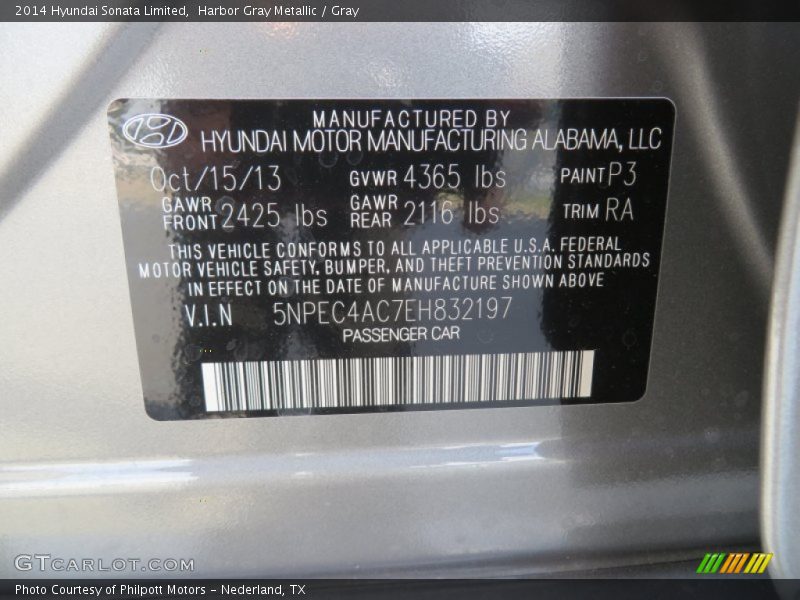 2014 Hyundai Sonata Limited, Harbor Gray Metallic / Gray
MANUFACTURED BY
HYUNDAI MOTOR MANUFACTURING ALABAMA, LLC
Oct/15/13 GVWR 4365 lbs PAINT P3
GAWR FRONT 2425 lbs GAWR REAR 2116 lbs TRIM RA
THIS VEHICLE CONFORMS TO ALL APPLICABLE U.S.A. FEDERAL
MOTOR VEHICLE SAFETY, BUMPER, AND THEFT PREVENTION STANDARDS
IN EFFECT ON THE DATE OF MANUFACTURE SHOWN ABOVE
V.I.N 5NPEC4AC7EH832197
PASSENGER CAR
GTCARLOT.COM
Photo Courtesy of Philpott Motors - Nederland, TX